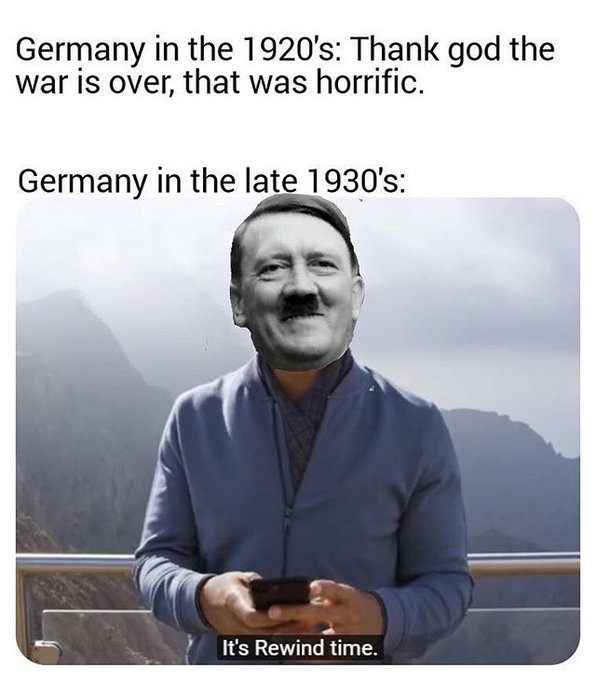 Germany in the 1920's: Thank god the
war is over, that was horrific.
Germany in the late 1930's:
It's Rewind time.